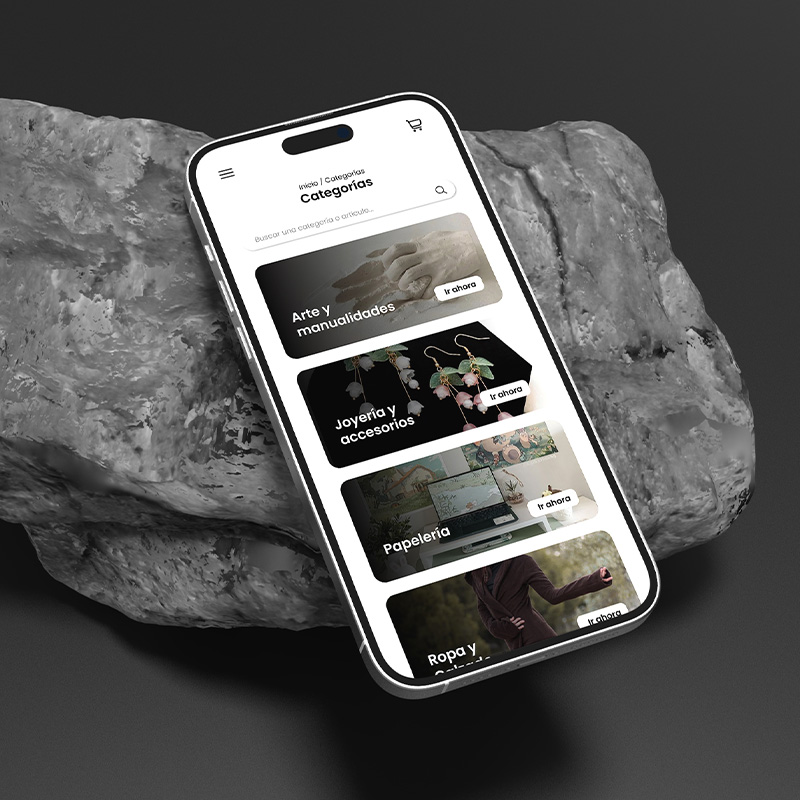 Inicio / Categorías
Categorías
Buscar una categoría o artículo...
Arte y
manualidades
Ir ahora
Joyería y
accesorios
Ir ahora
Papelería
Ir ahora
Ropa y
Ir ahora